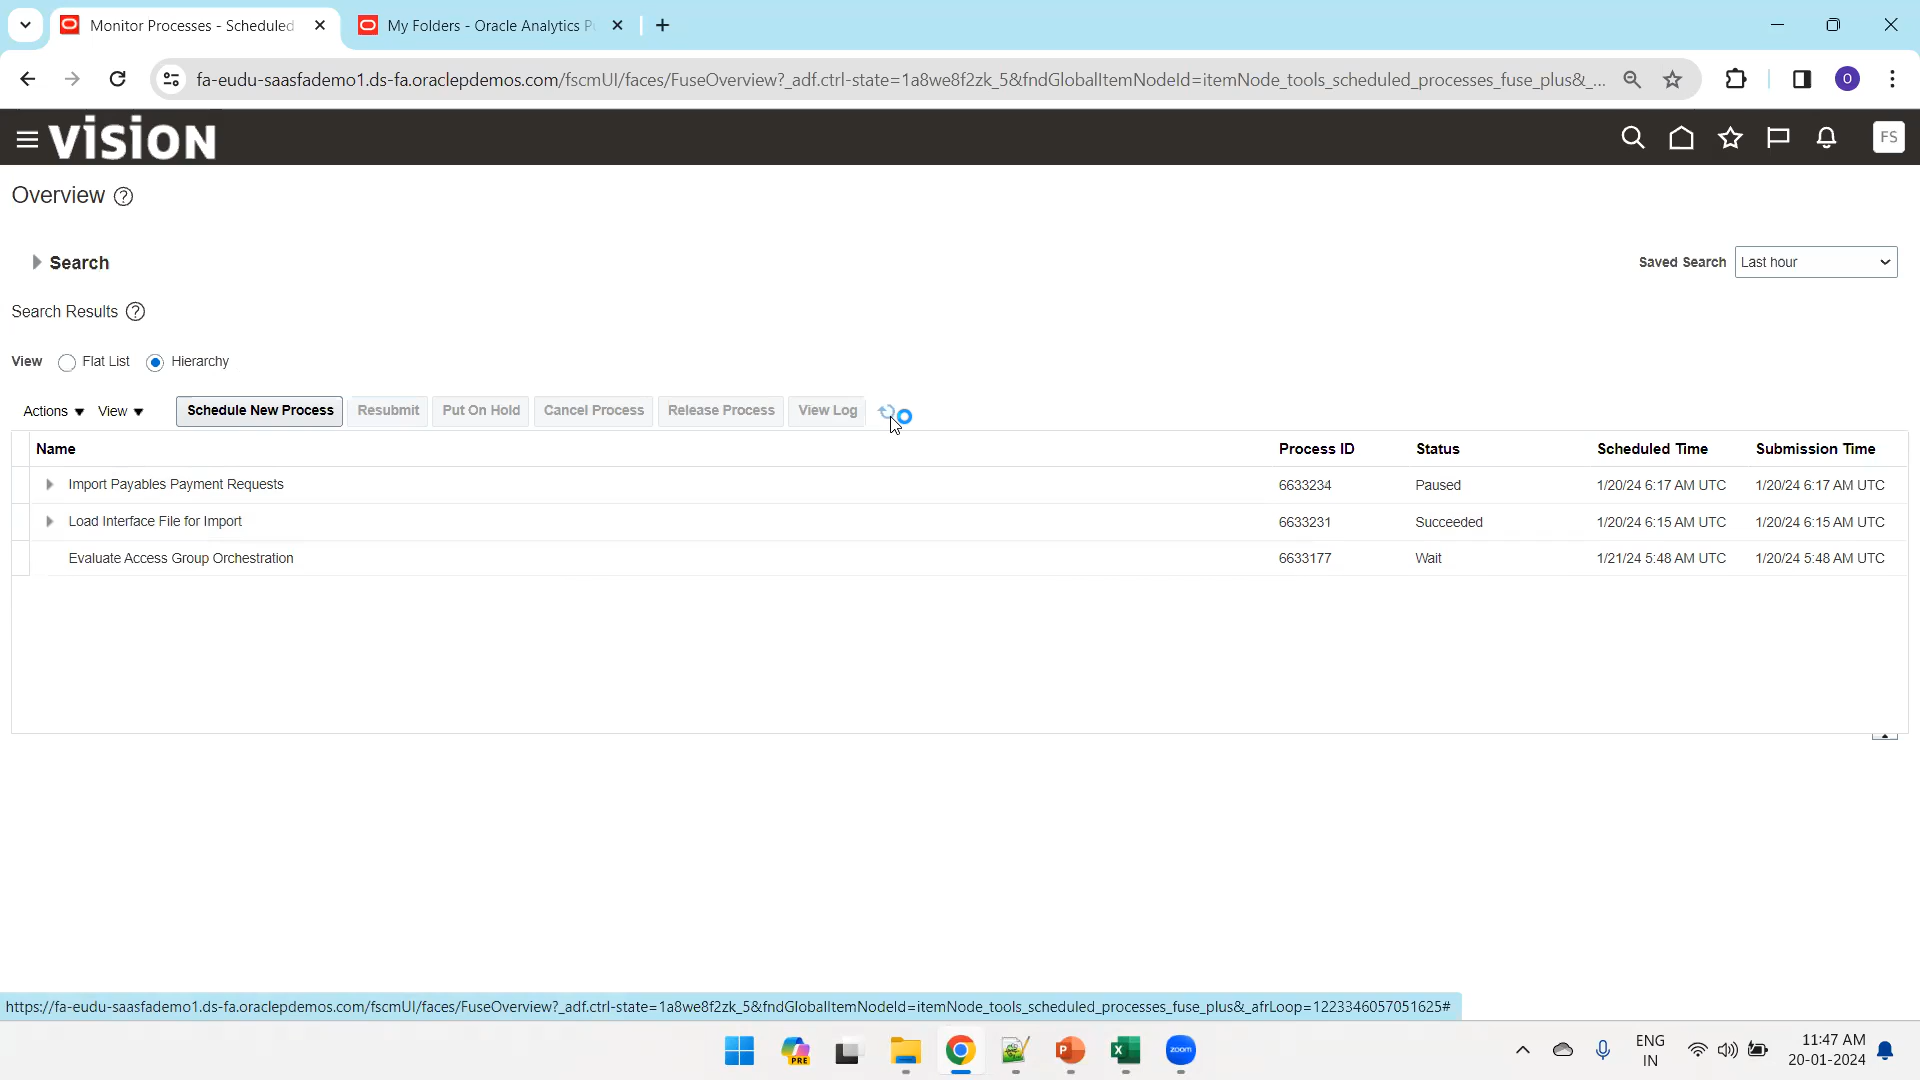 Monitor Processes - Scheduled
My Folders - Oracle Analytics P
fa-eudu-saasfademo1.ds-fa.oraclepdemos.com/fscmUI/faces/FuseOverview?_adf.ctrl-state=1a8we8f2zk_5&fndGlobalItemNodeId=itemNode_tools_scheduled_processes_fuse_plus&_...
O
VISION
FS
Overview ?
Search
Saved Search Last hour
Search Results ?
View Flat List Hierarchy
Actions View Schedule New Process Resubmit Put On Hold Cancel Process Release Process View Log
Name Process ID Status Scheduled Time Submission Time
Import Payables Payment Requests 6633234 Paused 1/20/24 6:17 AM UTC 1/20/24 6:17 AM UTC
Load Interface File for Import 6633231 Succeeded 1/20/24 6:15 AM UTC 1/20/24 6:15 AM UTC
Evaluate Access Group Orchestration 6633177 Wait 1/21/24 5:48 AM UTC 1/20/24 5:48 AM UTC
https://fa-eudu-saasfademo1.ds-fa.oraclepdemos.com/fscmUI/faces/FuseOverview?_adf.ctrl-state=1a8we8f2zk_5&fndGlobalItemNodeId=itemNode_tools_scheduled_processes_fuse_plus&_afrLoop=1223346057051625#
PRE
P
X
zoom
ENG
IN
11:47 AM
20-01-2024